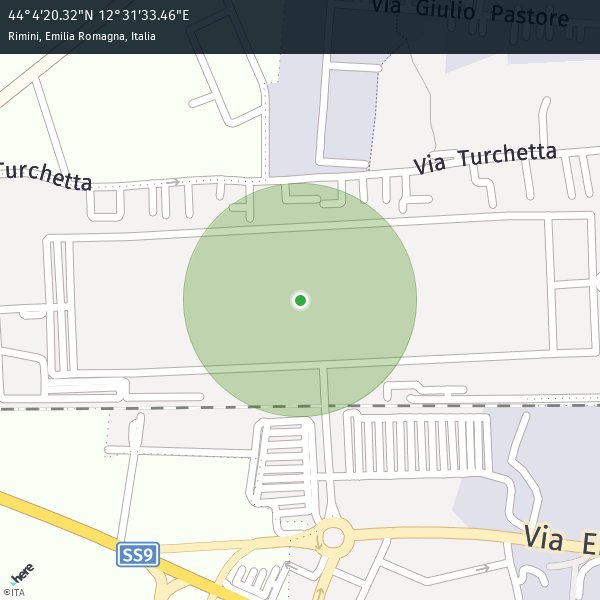 44°4'20.32"N 12°31'33.46"E
Rimini, Emilia Romagna, Italia
Via Giulio Pastore
Via Turchetta
Turchetta
SS9
Via E
here
©ITA